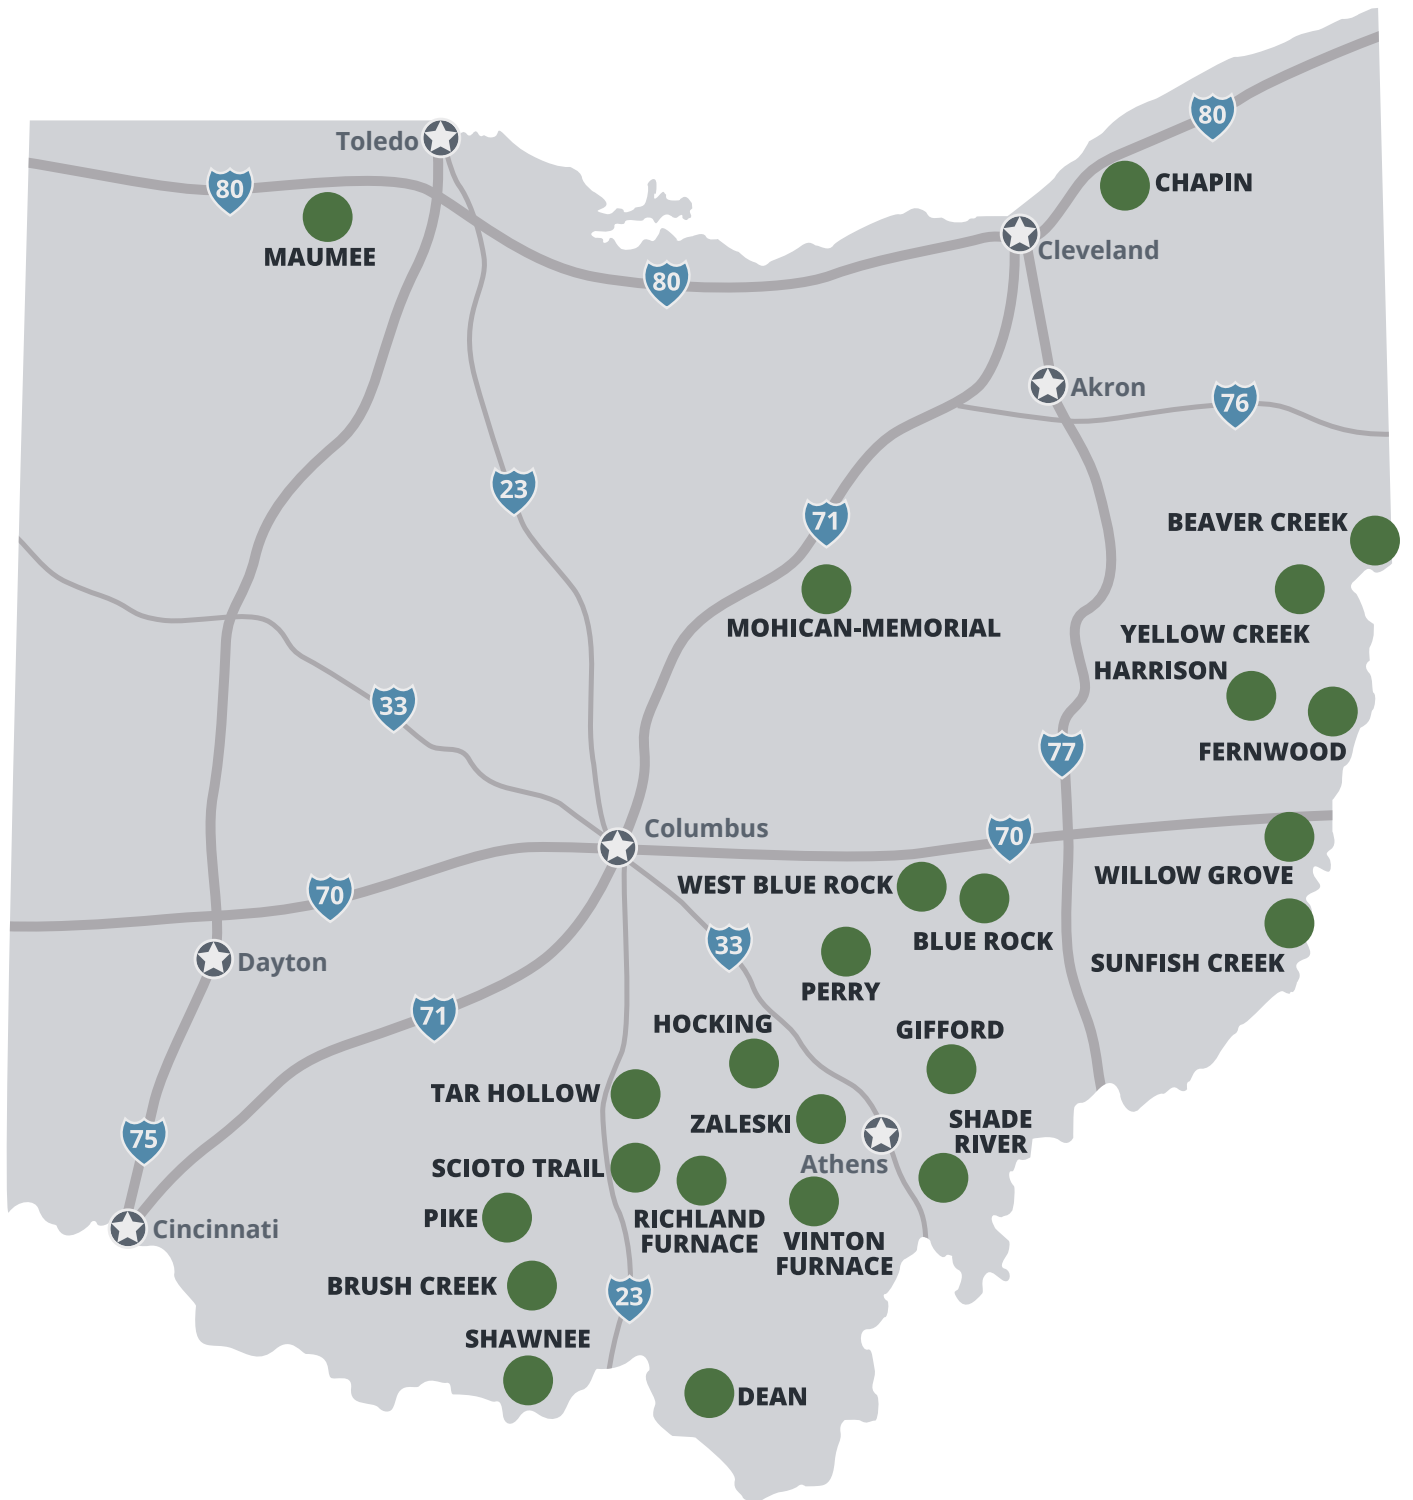 80
Toledo
CHAPIN
80
MAUMEE
Cleveland
80
Akron
76
23
71
BEAVER CREEK
MOHICAN-MEMORIAL
YELLOW CREEK
HARRISON
33
77
FERNWOOD
Columbus
70
WILLOW GROVE
WEST BLUE ROCK
70
BLUE ROCK
33
Dayton
SUNFISH CREEK
PERRY
71
HOCKING
GIFFORD
TAR HOLLOW
SHADE
RIVER
ZALESKI
75
Athens
SCIOTO TRAIL
PIKE
RICHLAND
FURNACE
Cincinnati
VINTON
FURNACE
BRUSH CREEK
23
SHAWNEE
DEAN